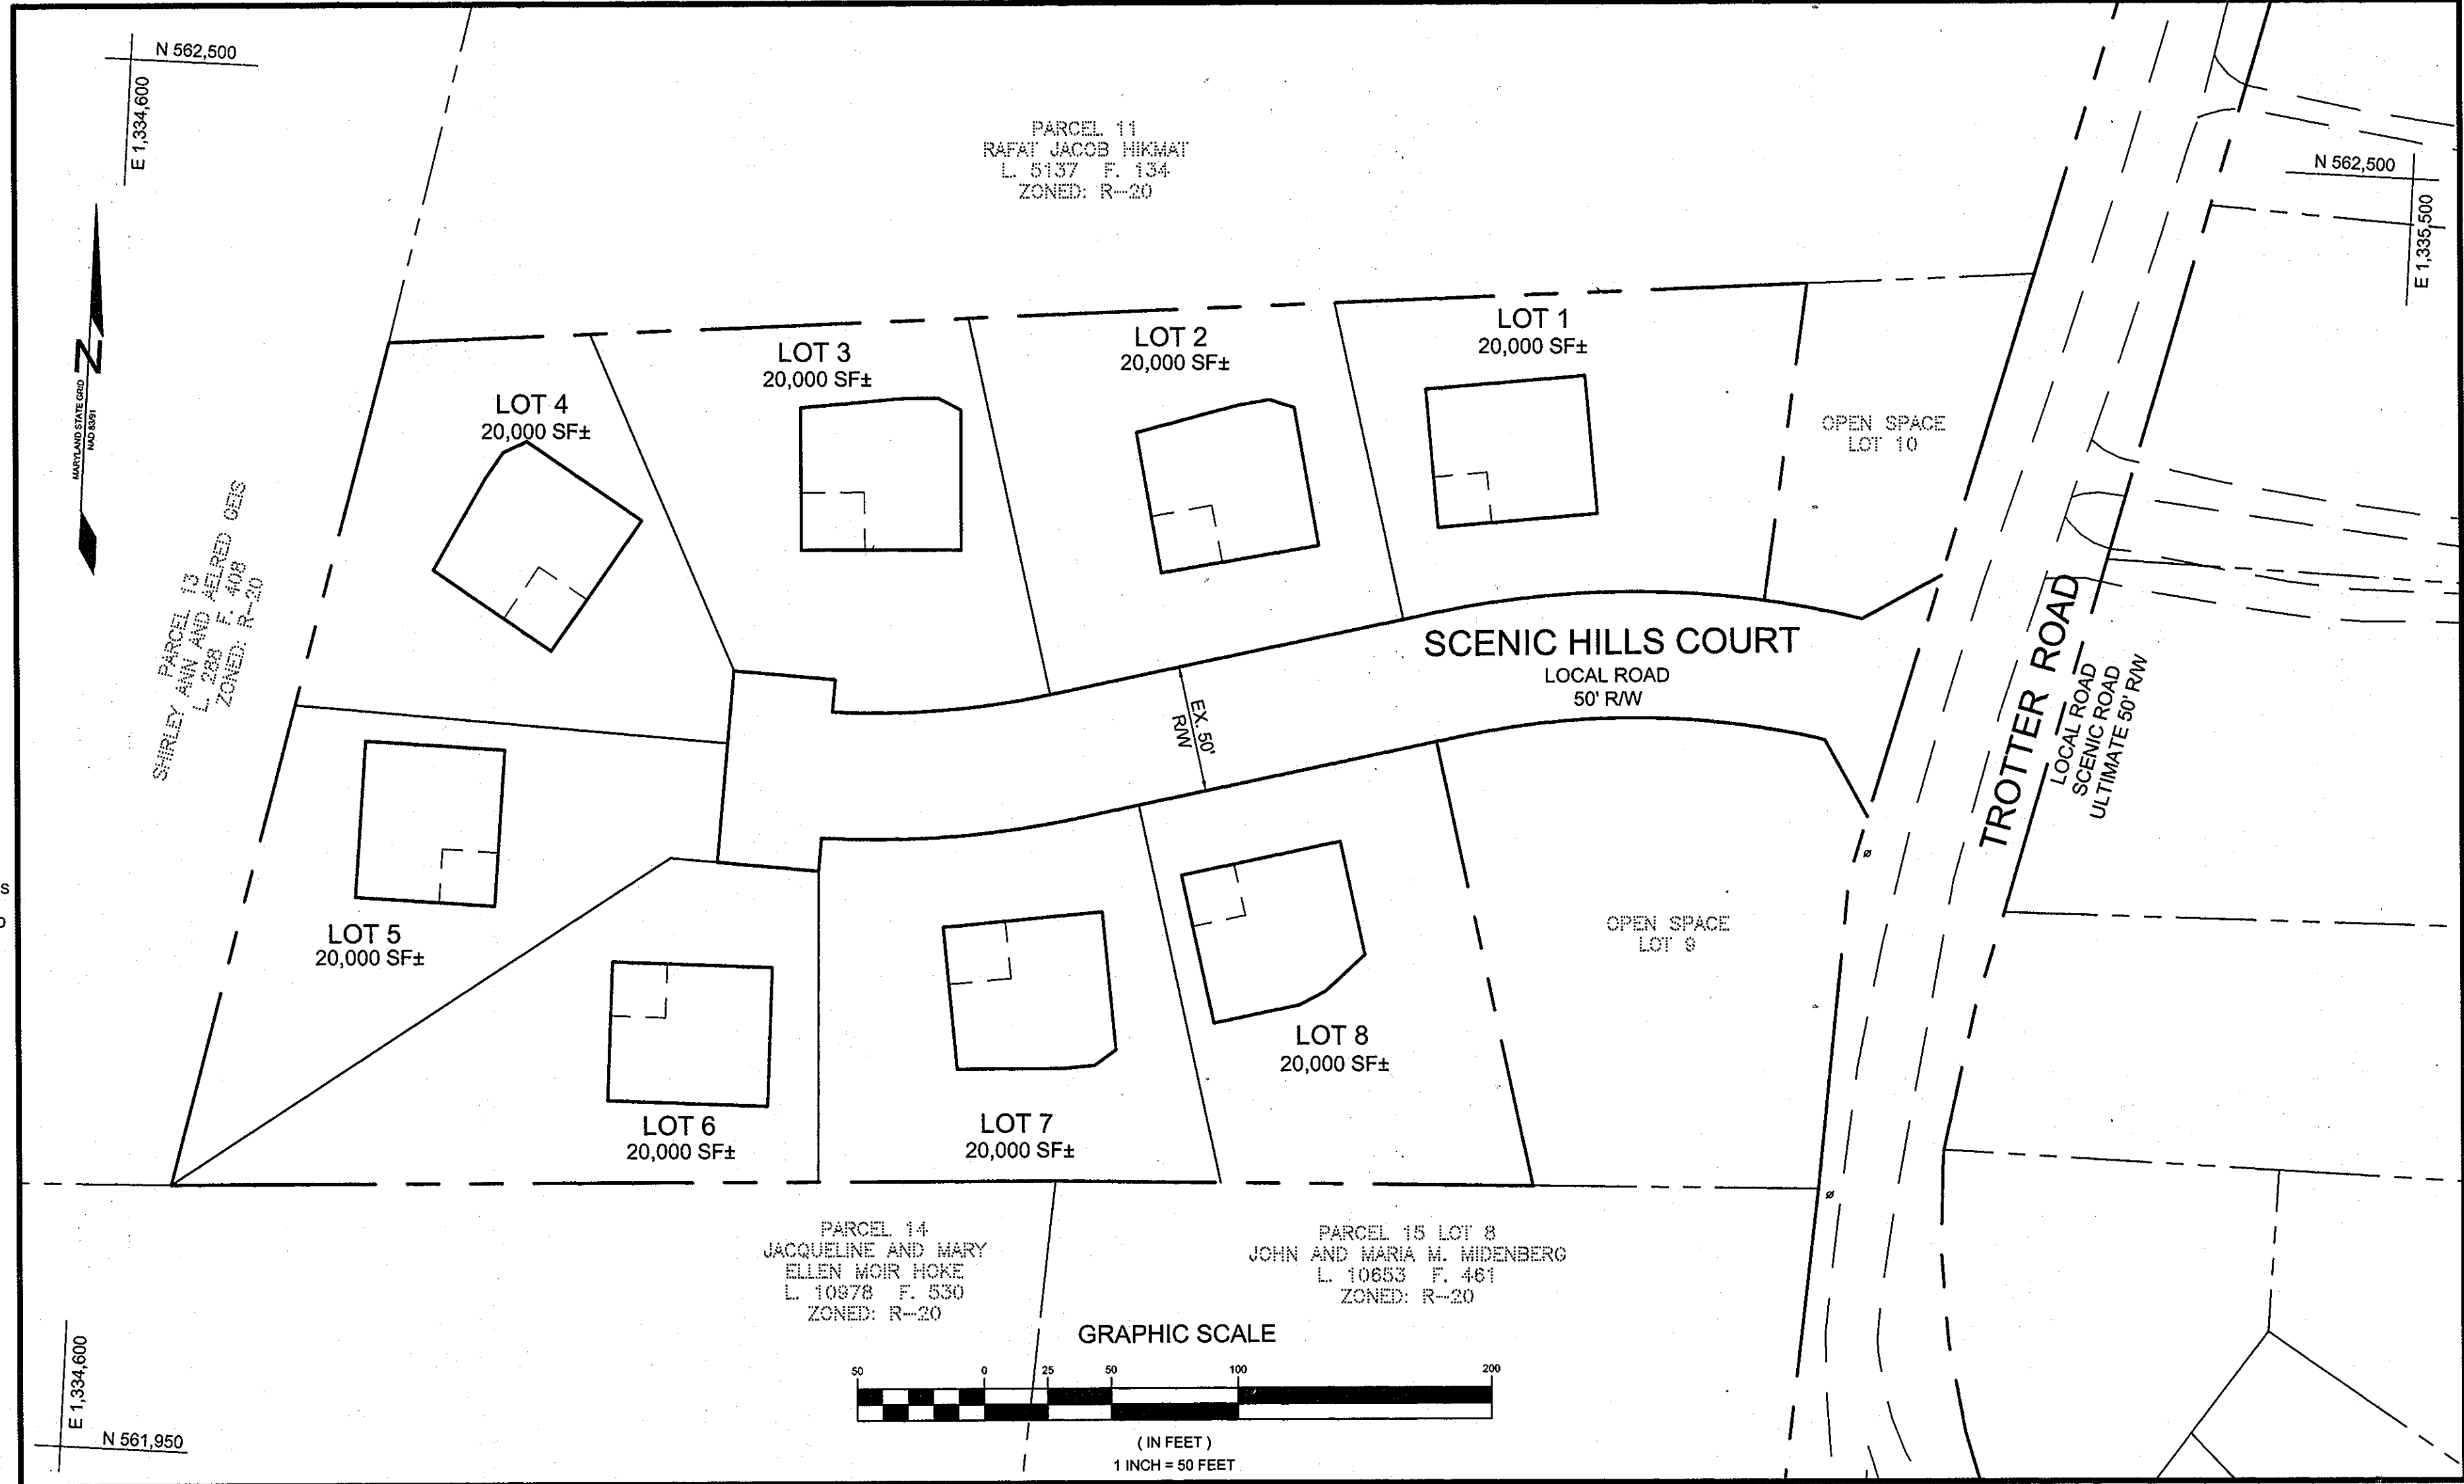 N 562,500
E 1,334,600
PARCEL 11
RAFAT JACOB HIKMAT
L. 5137 F. 134
ZONED: R-20
N 562,500
E 1,335,500
N
MARYLAND STATE GRID
NAD 83/91
LOT 1
20,000 SF±
LOT 2
20,000 SF±
LOT 3
20,000 SF±
LOT 4
20,000 SF±
OPEN SPACE
LOT 10
PARCEL 13
SHIRLEY ANN AND AELRED GEIS
L. 288 F. 408
ZONED: R-20
SCENIC HILLS COURT
LOCAL ROAD
50' R/W
EX. 50'
R/W
TROTTER ROAD
LOCAL ROAD
SCENIC ROAD
ULTIMATE 50' R/W
S
LOT 5
20,000 SF±
OPEN SPACE
LOT 9
LOT 6
20,000 SF±
LOT 7
20,000 SF±
LOT 8
20,000 SF±
PARCEL 14
JACQUELINE AND MARY
ELLEN MOIR HOKE
L. 10978 F. 530
ZONED: R-20
PARCEL 15 LOT 8
JOHN AND MARIA M. MIDENBERG
L. 10653 F. 461
ZONED: R-20
GRAPHIC SCALE
50 0 25 50 100 200
( IN FEET )
1 INCH = 50 FEET
E 1,334,600
N 561,950